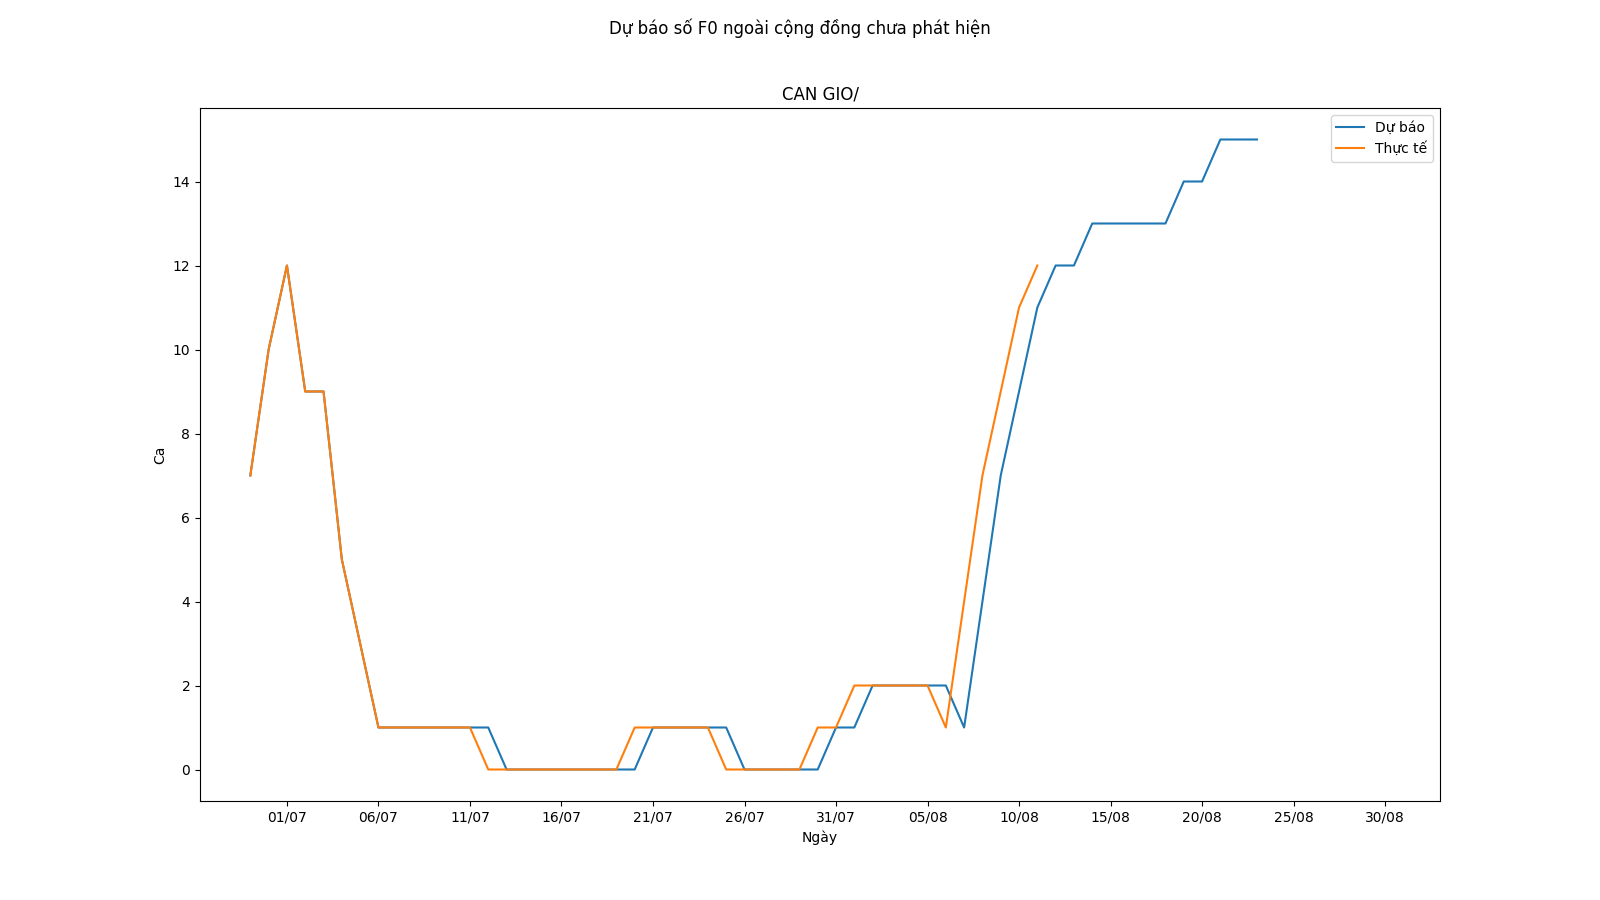 Dự báo số F0 ngoài cộng đồng chưa phát hiện
CAN GIO/
Dự báo
Thực tế
14
12
10
8
6
4
2
0
Ca
01/07 06/07 11/07 16/07 21/07 26/07 31/07 05/08 10/08 15/08 20/08 25/08 30/08
Ngày